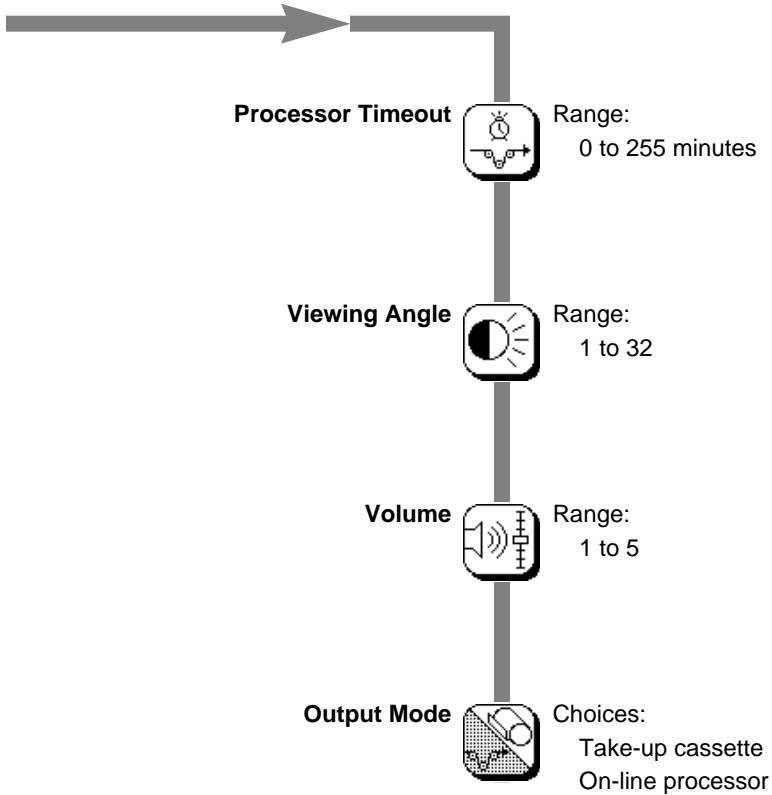 Processor Timeout Range:
0 to 255 minutes
Viewing Angle Range:
1 to 32
Volume Range:
1 to 5
Output Mode Choices:
Take-up cassette
On-line processor